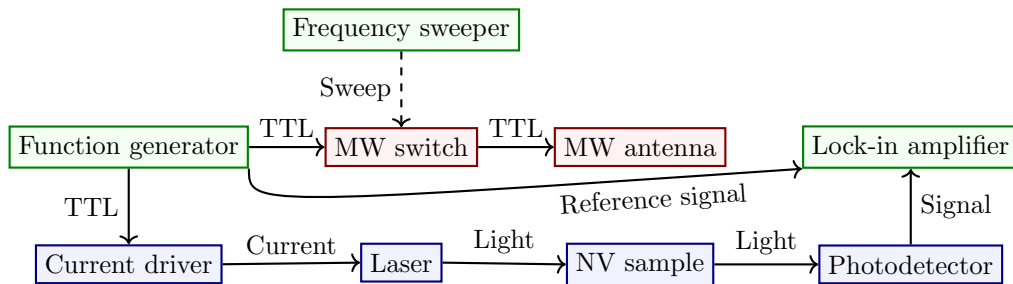 Frequency sweeper
Sweep
Function generator
TTL
MW switch
TTL
MW antenna
Lock-in amplifier
Reference signal
TTL
Signal
Current driver
Current
Laser
Light
NV sample
Light
Photodetector